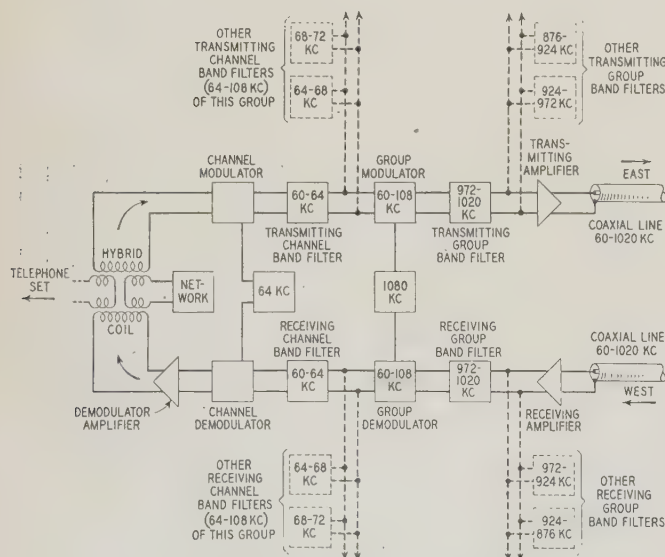 OTHER
TRANSMITTING
CHANNEL
BAND FILTERS
(64-108 KC)
OF THIS GROUP
68-72
KC
64-68
KC
876-
924 KC
924-
972 KC
OTHER
TRANSMITTING
GROUP
BAND FILTERS
CHANNEL
MODULATOR
GROUP
MODULATOR
TRANS-
MITTING
AMPLIFIER
60-64
KC
60-108
KC
972-
1020
KC
EAST
TRANSMITTING
CHANNEL
BAND FILTER
TRANSMITTING
GROUP
BAND FILTER
COAXIAL LINE
60-1020 KC
HYBRID
TELEPHONE
SET
NET-
WORK
64 KC
1080
KC
COIL
RECEIVING
CHANNEL
BAND FILTER
RECEIVING
GROUP
BAND FILTER
COAXIAL LINE
60-1020 KC
60-64
KC
60-108
KC
972-
1020
KC
WEST
DEMODULATOR
AMPLIFIER
CHANNEL
DEMODULATOR
GROUP
DEMODULATOR
RECEIVING
AMPLIFIER
OTHER
RECEIVING
CHANNEL
BAND FILTERS
(64-108 KC)
OF THIS GROUP
64-68
KC
68-72
KC
972-
924 KC
924-
876 KC
OTHER
RECEIVING
GROUP
BAND FILTERS